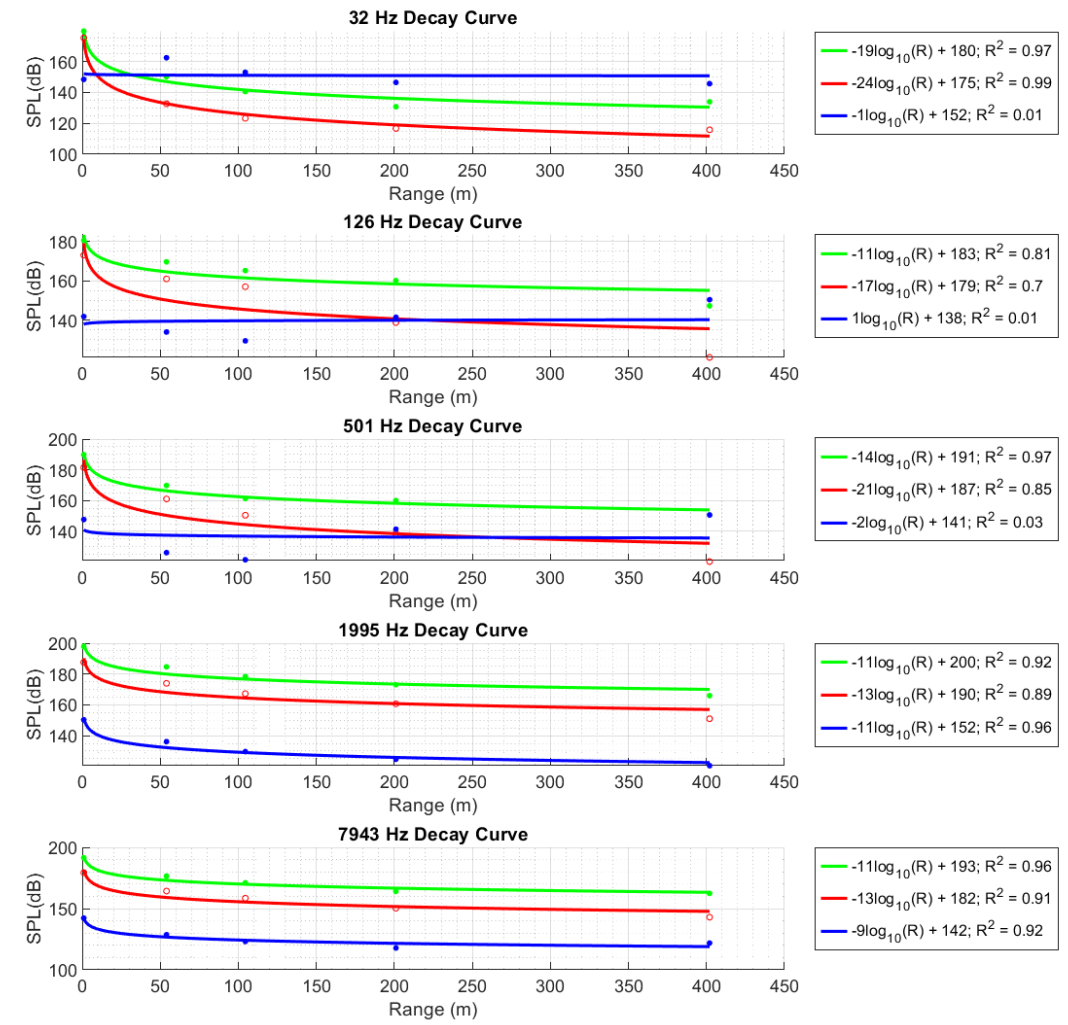 32 Hz Decay Curve
SPL(dB)
160
140
120
100
0 50 100 150 200 250 300 350 400 450
Range (m)
-19log10(R) + 180; R2 = 0.97
-24log10(R) + 175; R2 = 0.99
-1log10(R) + 152; R2 = 0.01
126 Hz Decay Curve
SPL(dB)
180
160
140
0 50 100 150 200 250 300 350 400 450
Range (m)
-11log10(R) + 183; R2 = 0.81
-17log10(R) + 179; R2 = 0.7
1log10(R) + 138; R2 = 0.01
501 Hz Decay Curve
SPL(dB)
200
180
160
140
0 50 100 150 200 250 300 350 400 450
Range (m)
-14log10(R) + 191; R2 = 0.97
-21log10(R) + 187; R2 = 0.85
-2log10(R) + 141; R2 = 0.03
1995 Hz Decay Curve
SPL(dB)
200
180
160
140
0 50 100 150 200 250 300 350 400 450
Range (m)
-11log10(R) + 200; R2 = 0.92
-13log10(R) + 190; R2 = 0.89
-11log10(R) + 152; R2 = 0.96
7943 Hz Decay Curve
SPL(dB)
200
150
100
0 50 100 150 200 250 300 350 400 450
Range (m)
-11log10(R) + 193; R2 = 0.96
-13log10(R) + 182; R2 = 0.91
-9log10(R) + 142; R2 = 0.92